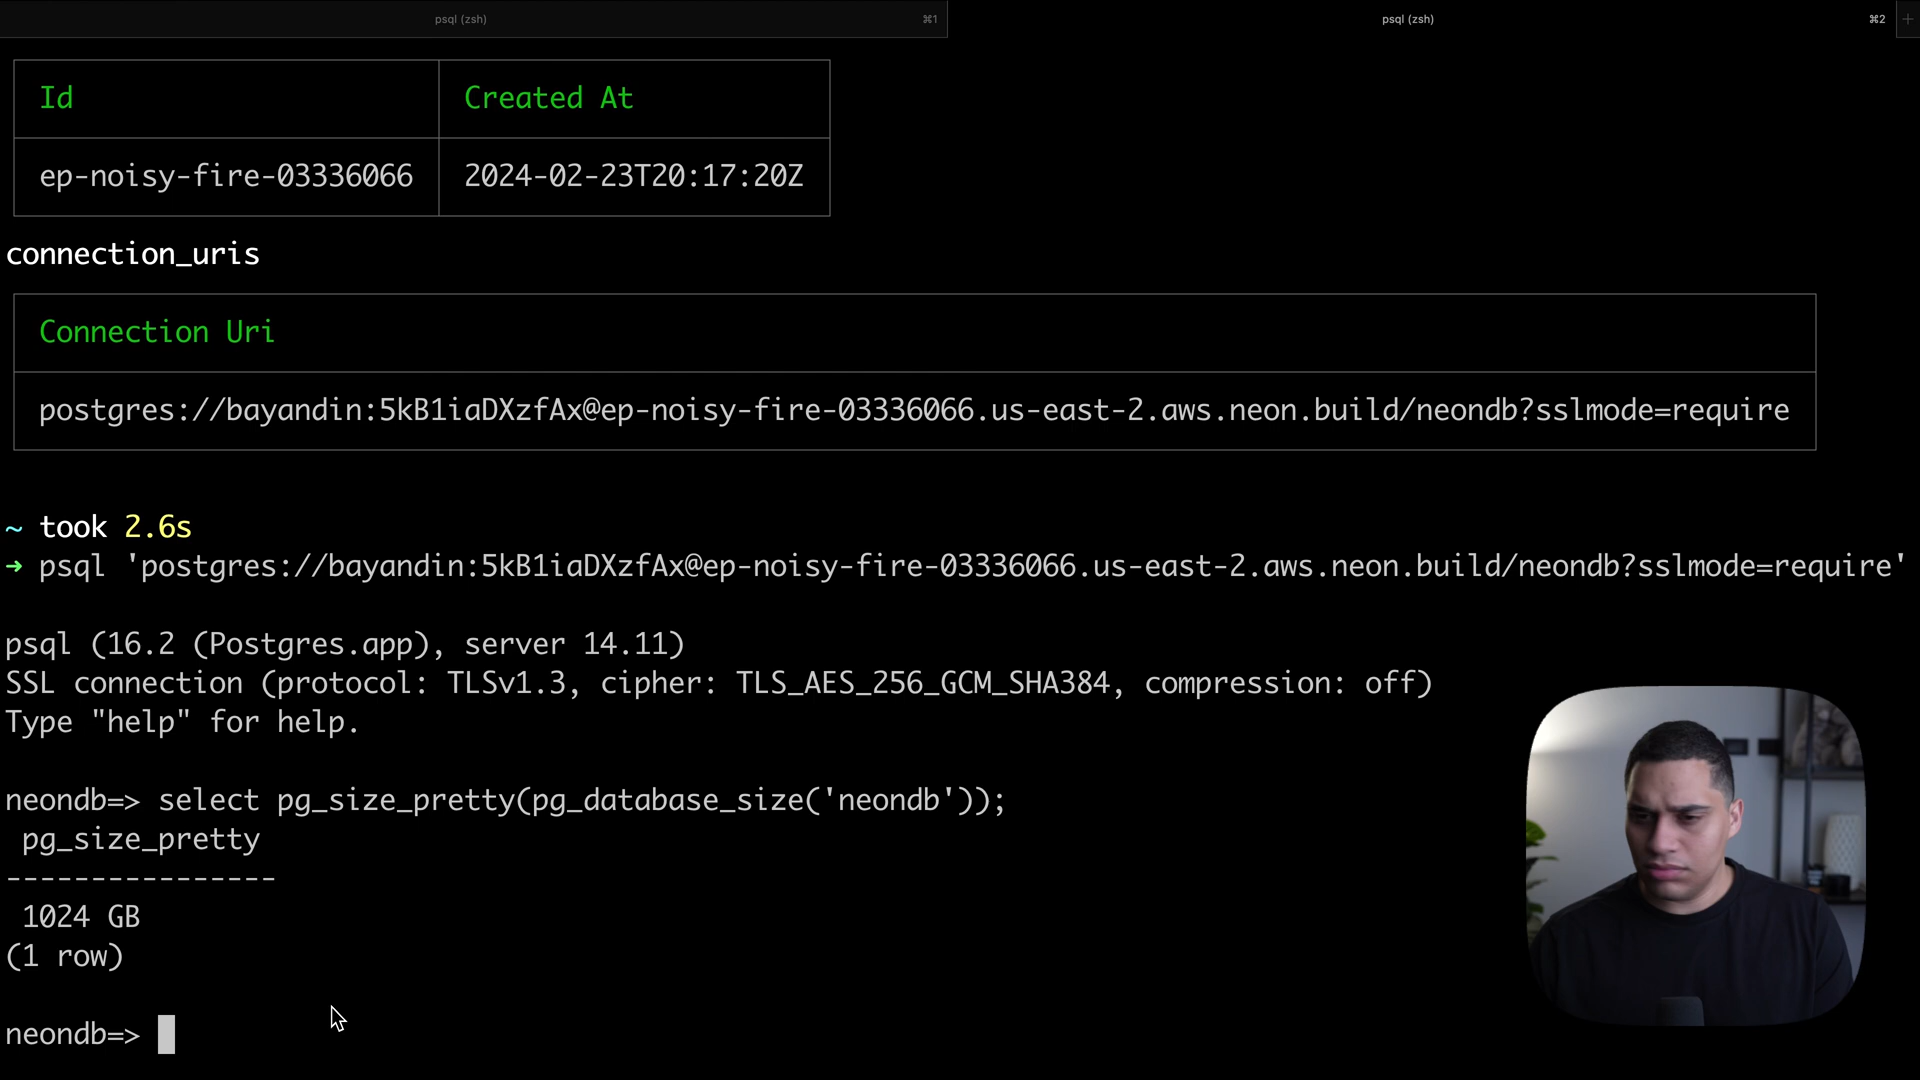 psql (zsh) ⌘1 psql (zsh) ⌘2 +
Id Created At
ep-noisy-fire-03336066 2024-02-23T20:17:20Z
connection_uris
Connection Uri
postgres://bayandin:5kB1iaDXzfAx@ep-noisy-fire-03336066.us-east-2.aws.neon.build/neondb?sslmode=require
~ took 2.6s
➜ psql 'postgres://bayandin:5kB1iaDXzfAx@ep-noisy-fire-03336066.us-east-2.aws.neon.build/neondb?sslmode=require'
psql (16.2 (Postgres.app), server 14.11)
SSL connection (protocol: TLSv1.3, cipher: TLS_AES_256_GCM_SHA384, compression: off)
Type "help" for help.
neondb=> select pg_size_pretty(pg_database_size('neondb'));
pg_size_pretty
----------------
1024 GB
(1 row)
neondb=>